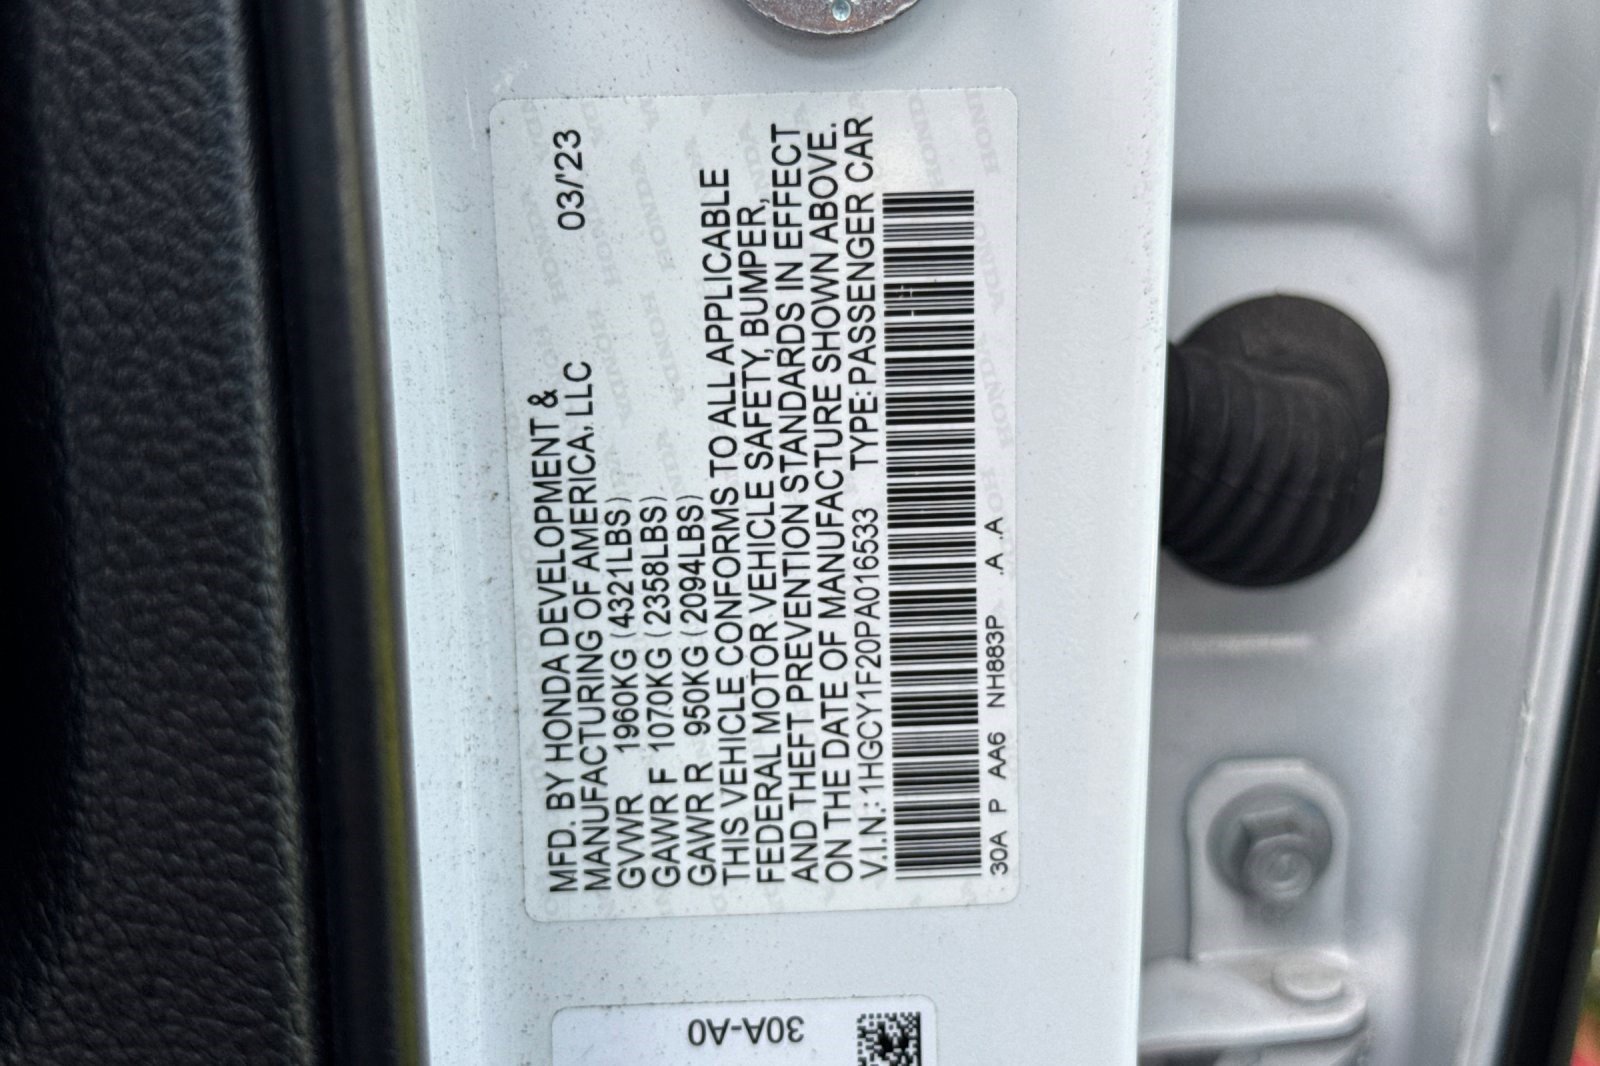 MFD. BY HONDA DEVELOPMENT &
MANUFACTURING OF AMERICA, LLC 03/'23
GVWR 1960KG (4321LBS)
GAWR F 1070KG (2358LBS)
GAWR R 950KG (2094LBS)
THIS VEHICLE CONFORMS TO ALL APPLICABLE
FEDERAL MOTOR VEHICLE SAFETY, BUMPER,
AND THEFT PREVENTION STANDARDS IN EFFECT
ON THE DATE OF MANUFACTURE SHOWN ABOVE.
V.I.N.: 1HGCY1F20PA016533 TYPE: PASSENGER CAR
30A P AA6 NH883P .A .A
30A-A0